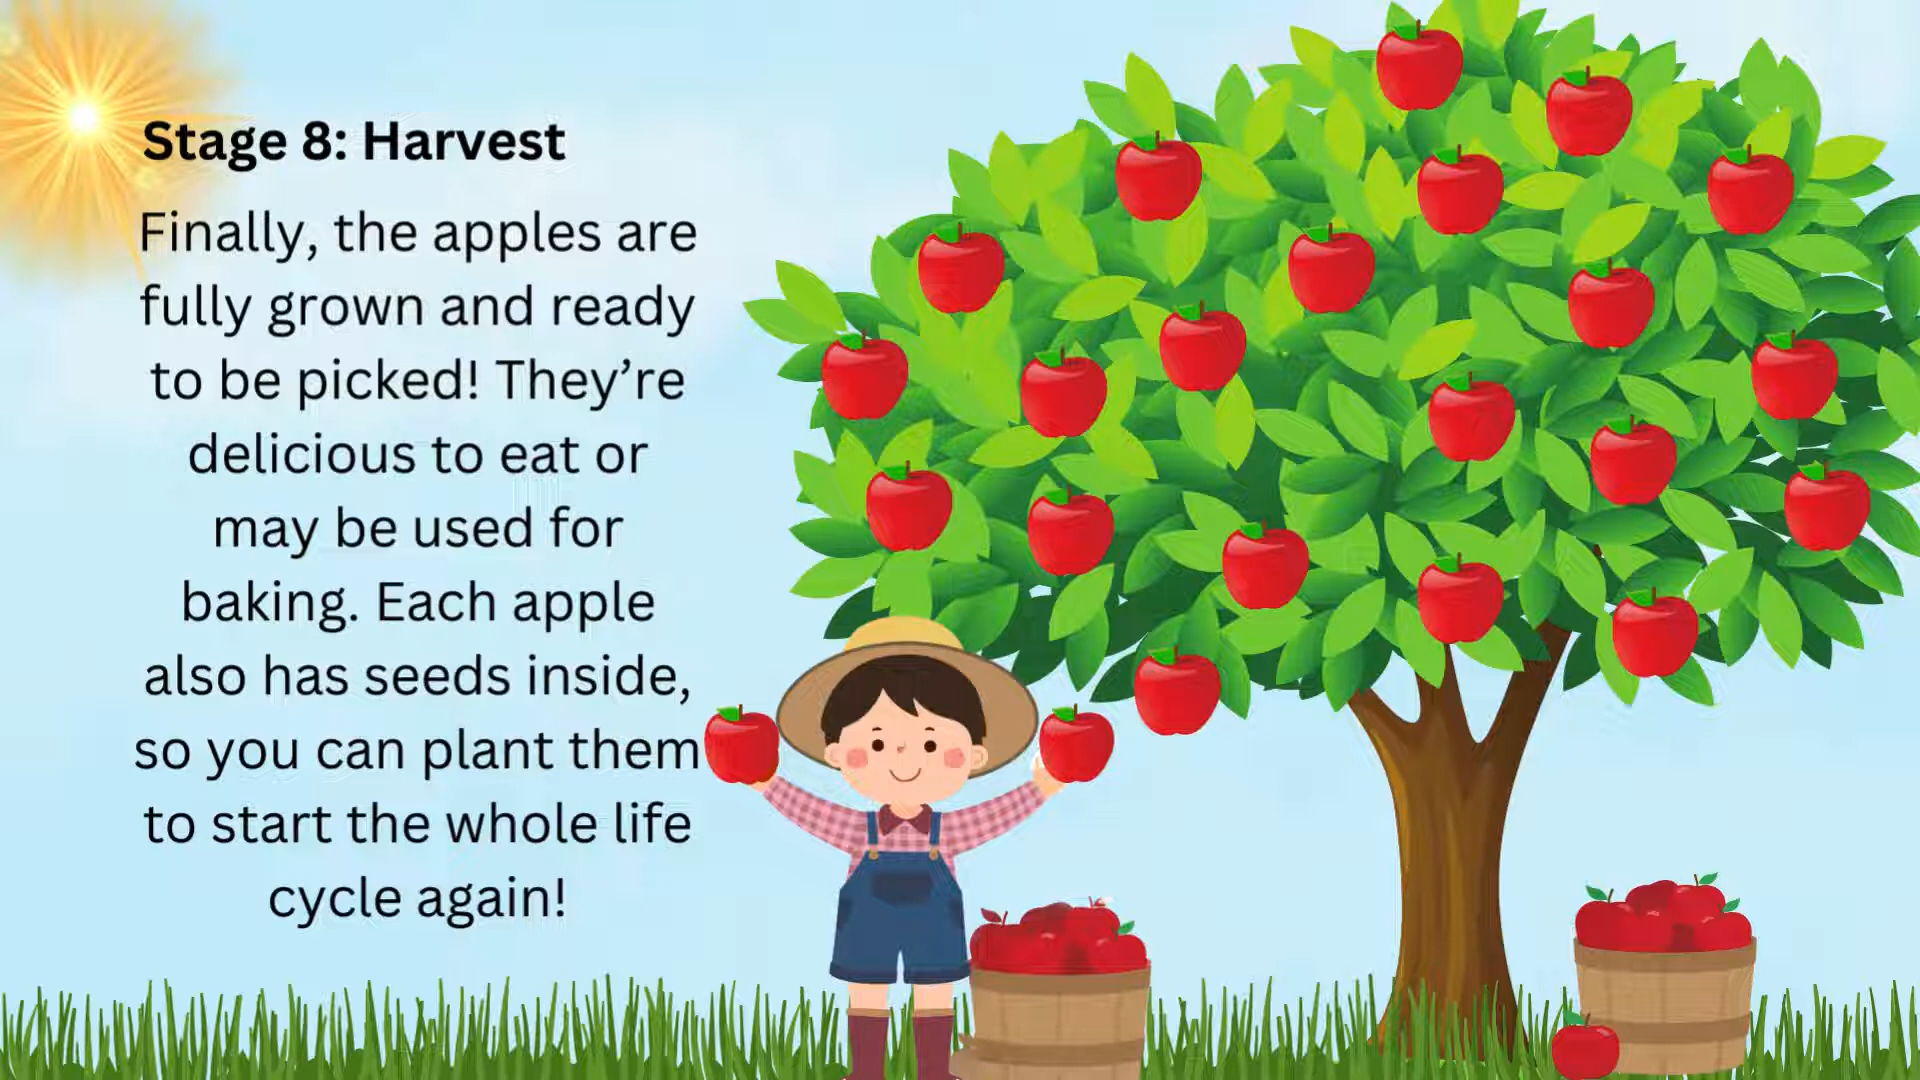 Stage 8: Harvest
Finally, the apples are
fully grown and ready
to be picked! They’re
delicious to eat or
may be used for
baking. Each apple
also has seeds inside,
so you can plant them
to start the whole life
cycle again!